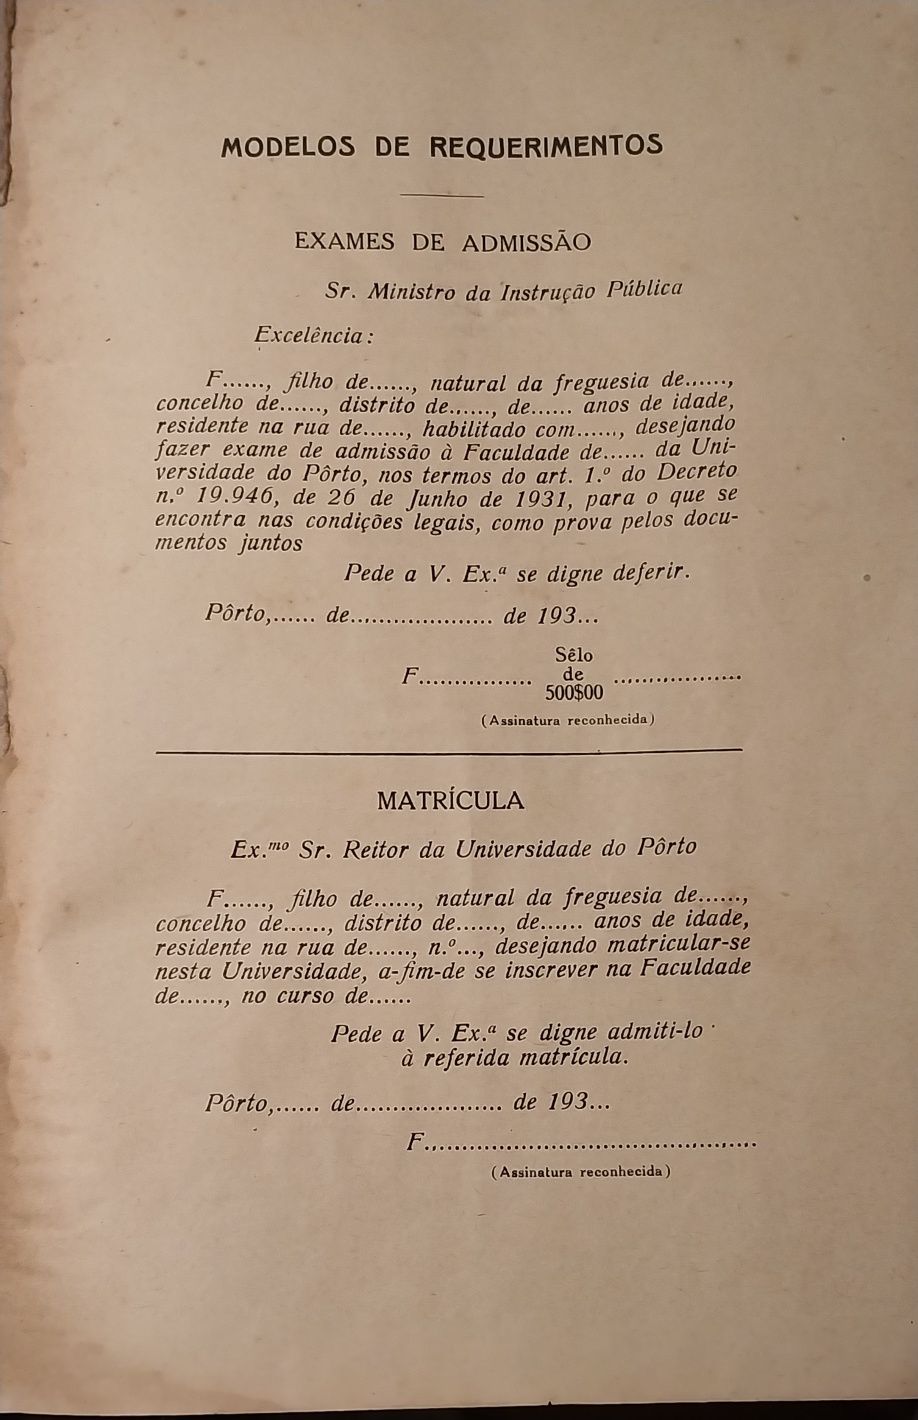 MODELOS DE REQUERIMENTOS
EXAMES DE ADMISSÃO
Sr. Ministro da Instrução Pública
Excelência:
F......, filho de......, natural da freguesia de......,
concelho de......, distrito de......, de...... anos de idade,
residente na rua de......, habilitado com......, desejando
fazer exame de admissão à Faculdade de...... da Uni-
versidade do Pôrto, nos termos do art. 1.º do Decreto
n.º 19.946, de 26 de Junho de 1931, para o que se
encontra nas condições legais, como prova pelos docu-
mentos juntos
Pede a V. Ex.ª se digne deferir.
Pôrto,...... de.................... de 193...
Sêlo
F................ de ..................
500$00
(Assinatura reconhecida)
MATRÍCULA
Ex.mo Sr. Reitor da Universidade do Pôrto
F......, filho de......, natural da freguesia de......,
concelho de......, distrito de......, de...... anos de idade,
residente na rua de......, n.º..., desejando matricular-se
nesta Universidade, a-fim-de se inscrever na Faculdade
de......, no curso de......
Pede a V. Ex.ª se digne admiti-lo
à referida matrícula.
Pôrto,...... de.................... de 193...
F..............................................
(Assinatura reconhecida)